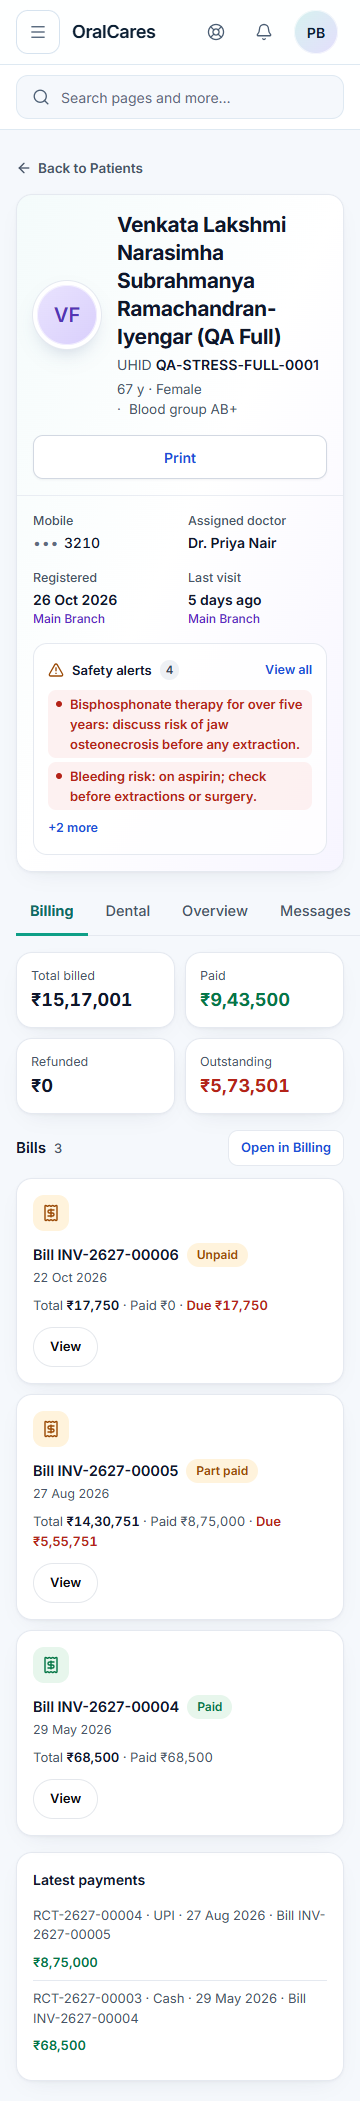 OralCares
PB
Search pages and more...
Back to Patients
VF
Venkata Lakshmi
Narasimha
Subrahmanya
Ramachandran-
Iyengar (QA Full)
UHID QA-STRESS-FULL-0001
67 y · Female
· Blood group AB+
Print
Mobile
••• 3210
Assigned doctor
Dr. Priya Nair
Registered
26 Oct 2026
Main Branch
Last visit
5 days ago
Main Branch
Safety alerts 4
View all
• Bisphosphonate therapy for over five
years: discuss risk of jaw
osteonecrosis before any extraction.
• Bleeding risk: on aspirin; check
before extractions or surgery.
+2 more
Billing Dental Overview Messages
Total billed
₹15,17,001
Paid
₹9,43,500
Refunded
₹0
Outstanding
₹5,73,501
Bills 3
Open in Billing
Bill INV-2627-00006 Unpaid
22 Oct 2026
Total ₹17,750 · Paid ₹0 · Due ₹17,750
View
Bill INV-2627-00005 Part paid
27 Aug 2026
Total ₹14,30,751 · Paid ₹8,75,000 · Due
₹5,55,751
View
Bill INV-2627-00004 Paid
29 May 2026
Total ₹68,500 · Paid ₹68,500
View
Latest payments
RCT-2627-00004 · UPI · 27 Aug 2026 · Bill INV-
2627-00005
₹8,75,000
RCT-2627-00003 · Cash · 29 May 2026 · Bill
INV-2627-00004
₹68,500